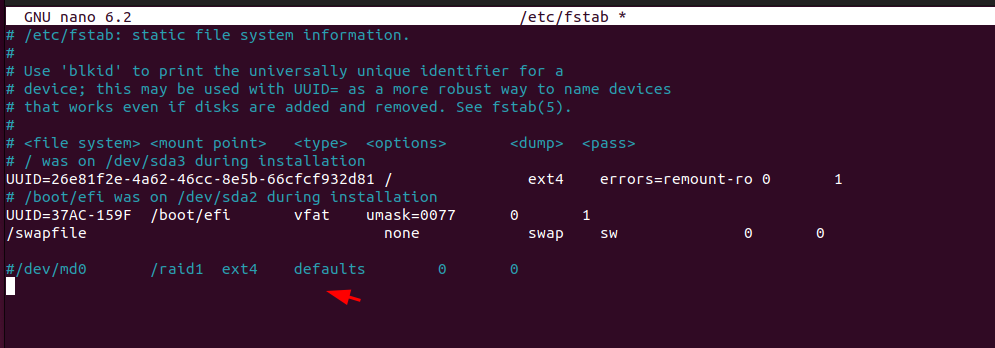 GNU nano 6.2 /etc/fstab *
# /etc/fstab: static file system information.
#
# Use 'blkid' to print the universally unique identifier for a
# device; this may be used with UUID= as a more robust way to name devices
# that works even if disks are added and removed. See fstab(5).
#
# <file system> <mount point> <type> <options> <dump> <pass>
# / was on /dev/sda3 during installation
UUID=26e81f2e-4a62-46cc-8e5b-66cfcf932d81 / ext4 errors=remount-ro 0 1
# /boot/efi was on /dev/sda2 during installation
UUID=37AC-159F /boot/efi vfat umask=0077 0 1
/swapfile none swap sw 0 0
#/dev/md0 /raid1 ext4 defaults 0 0